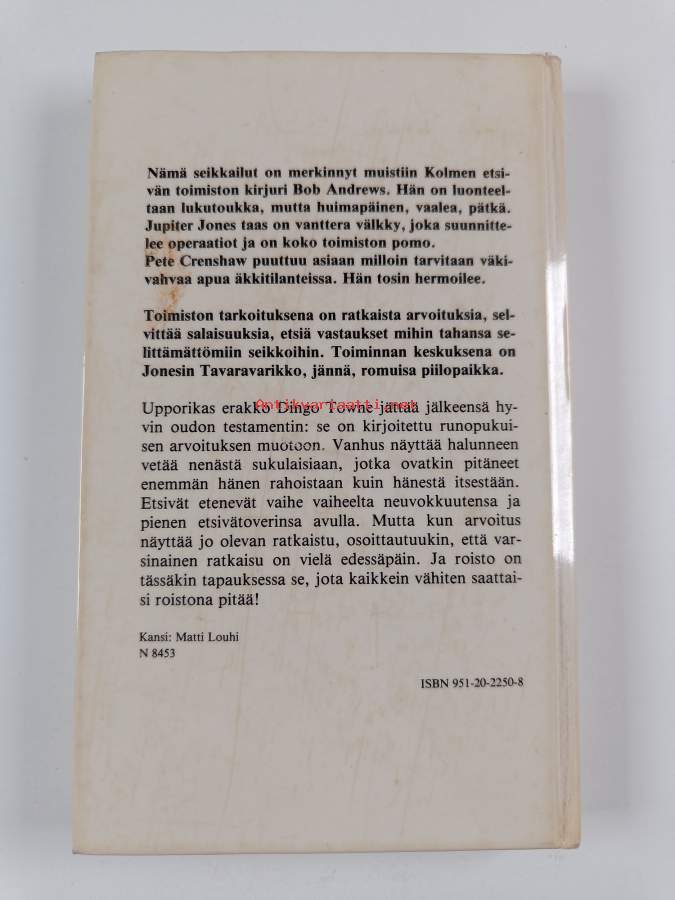 Nämä seikkailut on merkinnyt muistiin Kolmen etsi-
vän toimiston kirjuri Bob Andrews. Hän on luonteel-
taan lukutoukka, mutta huimapäinen, vaalea, pätkä.
Jupiter Jones taas on vanttera välkky, joka suunnitte-
lee operaatiot ja on koko toimiston pomo.
Pete Crenshaw puuttuu asiaan milloin tarvitaan väki-
vahvaa apua äkkitilanteissa. Hän tosin hermoilee.
Toimiston tarkoituksena on ratkaista arvoituksia, sel-
vittää salaisuuksia, etsiä vastaukset mihin tahansa se-
littämättömiin seikkoihin. Toiminnan keskuksena on
Jonesin Tavaravarikko, jännä, romuisa piilopaikka.
Antikvariaatti.net
Upporikas erakko Dingo Towne jättää jälkeensä hy-
vin oudon testamentin: se on kirjoitettu runopukui-
sen arvoituksen muotoon. Vanhus näyttää halunneen
vetää nenästä sukulaisiaan, jotka ovatkin pitäneet
enemmän hänen rahoistaan kuin hänestä itsestään.
Etsivät etenevät vaihe vaiheelta neuvokkuutensa ja
pienen etsivätoverinsa avulla. Mutta kun arvoitus
näyttää jo olevan ratkaistu, osoittautuukin, että var-
sinainen ratkaisu on vielä edessäpäin. Ja roisto on
tässäkin tapauksessa se, jota kaikkein vähiten saattai-
si roistona pitää!
Kansi: Matti Louhi
N 8453
ISBN 951-20-2250-8